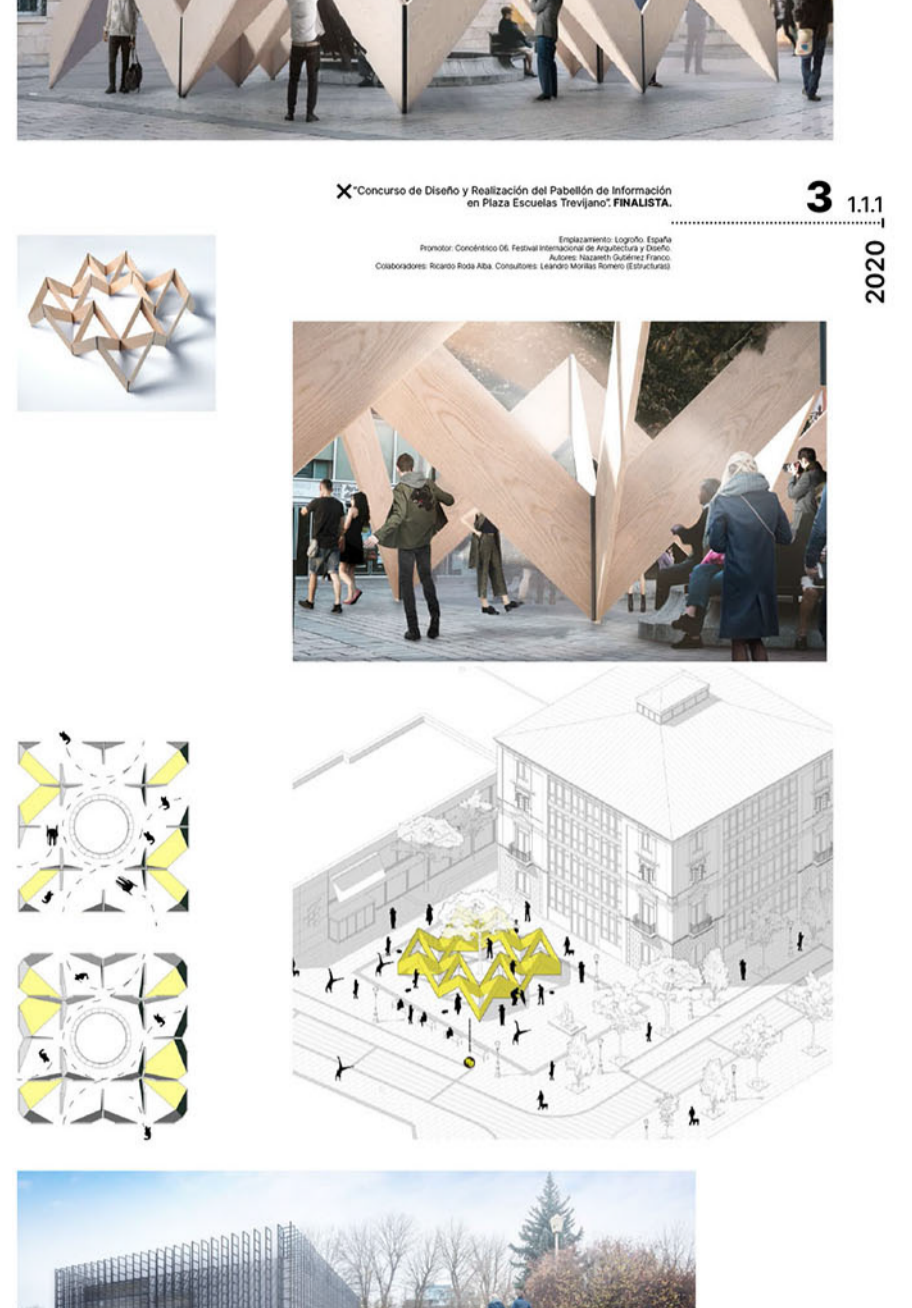 "Concurso de Diseño y Realización del Pabellón de Información
en Plaza Escuelas Trevijano". FINALISTA.
3 1.1.1
2020
Emplazamiento: Logroño. España
Promotor: Concéntrico 06. Festival Internacional de Arquitectura y Diseño.
Autores: Nazareth Gutiérrez Franco.
Colaboradores: Ricardo Roda Alba. Consultores: Leandro Morillas Romero (Estructuras).